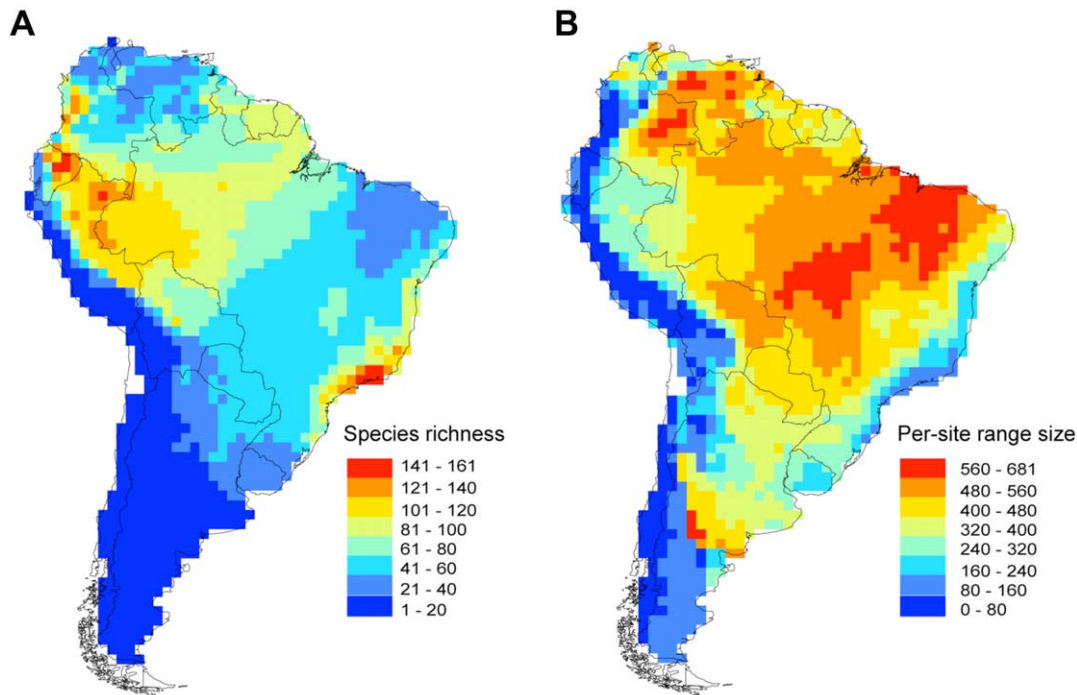 A
B
Species richness
141 - 161
121 - 140
101 - 120
81 - 100
61 - 80
41 - 60
21 - 40
1 - 20
Per-site range size
560 - 681
480 - 560
400 - 480
320 - 400
240 - 320
160 - 240
80 - 160
0 - 80